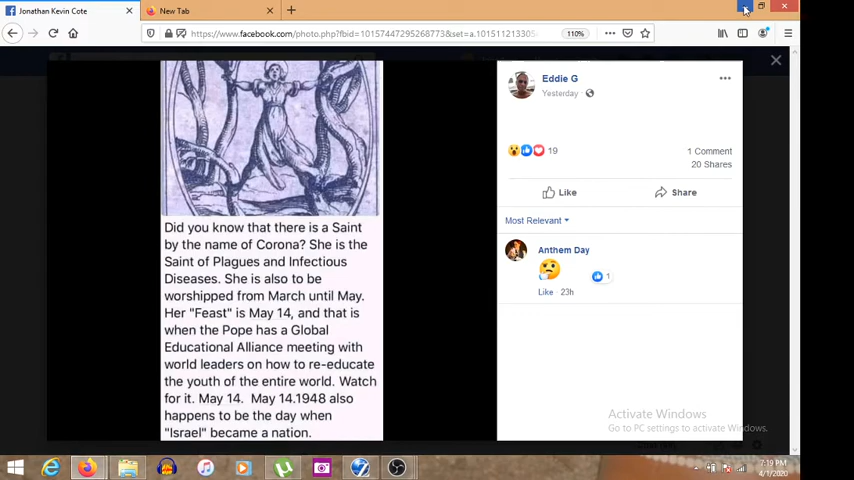 Jonathan Kevin Cote
New Tab
https://www.facebook.com/photo.php?fbid=10157447295268773&set=a.101511213305
110%
Eddie G
Yesterday
19
1 Comment
20 Shares
Like
Share
Most Relevant
Anthem Day
1
Like · 23h
Did you know that there is a Saint
by the name of Corona? She is the
Saint of Plagues and Infectious
Diseases. She is also to be
worshipped from March until May.
Her "Feast" is May 14, and that is
when the Pope has a Global
Educational Alliance meeting with
world leaders on how to re-educate
the youth of the entire world. Watch
for it. May 14. May 14.1948 also
happens to be the day when
"Israel" became a nation.
Activate Windows
Go to PC settings to activate Windows.
7:19 PM
4/1/2020